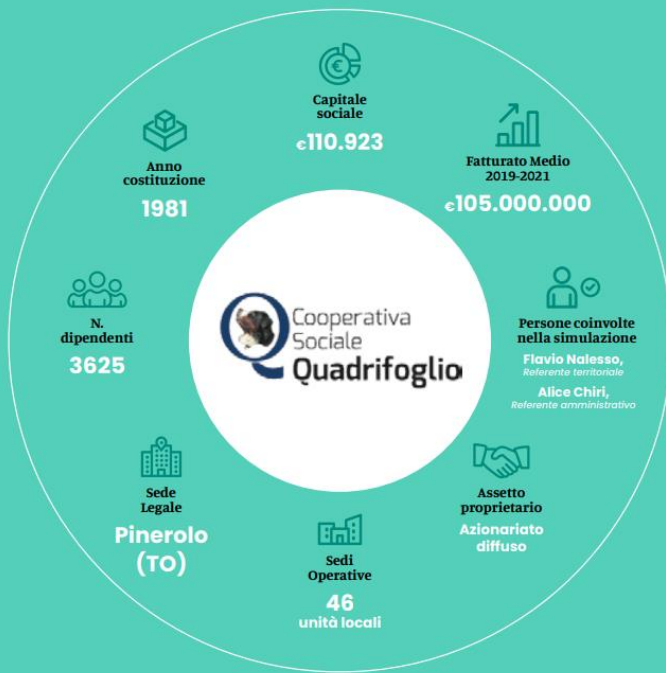 Capitale
sociale
€110.923
Fatturato Medio
2019-2021
€105.000.000
Persone coinvolte
nella simulazione
Flavio Nalesso,
Referente territoriale
Alice Chiri,
Referente amministrativo
Assetto
proprietario
Azionariato
diffuso
Sedi
Operative
46
unità locali
Sede
Legale
Pinerolo
(TO)
N.
dipendenti
3625
Anno
costituzione
1981
Cooperativa
Sociale
Quadrifoglio